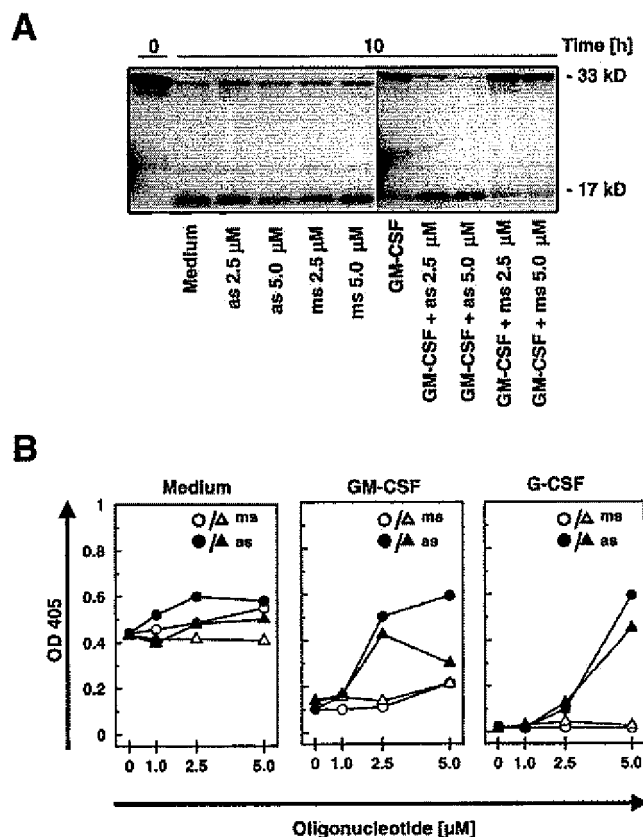 A
0 10 Time [h]
- 33 kD
- 17 kD
Medium
as 2.5 µM
as 5.0 µM
ms 2.5 µM
ms 5.0 µM
GM-CSF
GM-CSF + as 2.5 µM
GM-CSF + as 5.0 µM
GM-CSF + ms 2.5 µM
GM-CSF + ms 5.0 µM
B
Medium GM-CSF G-CSF
1
0.8
0.6
0.4
0.2
0
OD 405
/ ms
/ as
/ ms
/ as
/ ms
/ as
0 1.0 2.5 5.0
0 1.0 2.5 5.0
0 1.0 2.5 5.0
Oligonucleotide [µM]